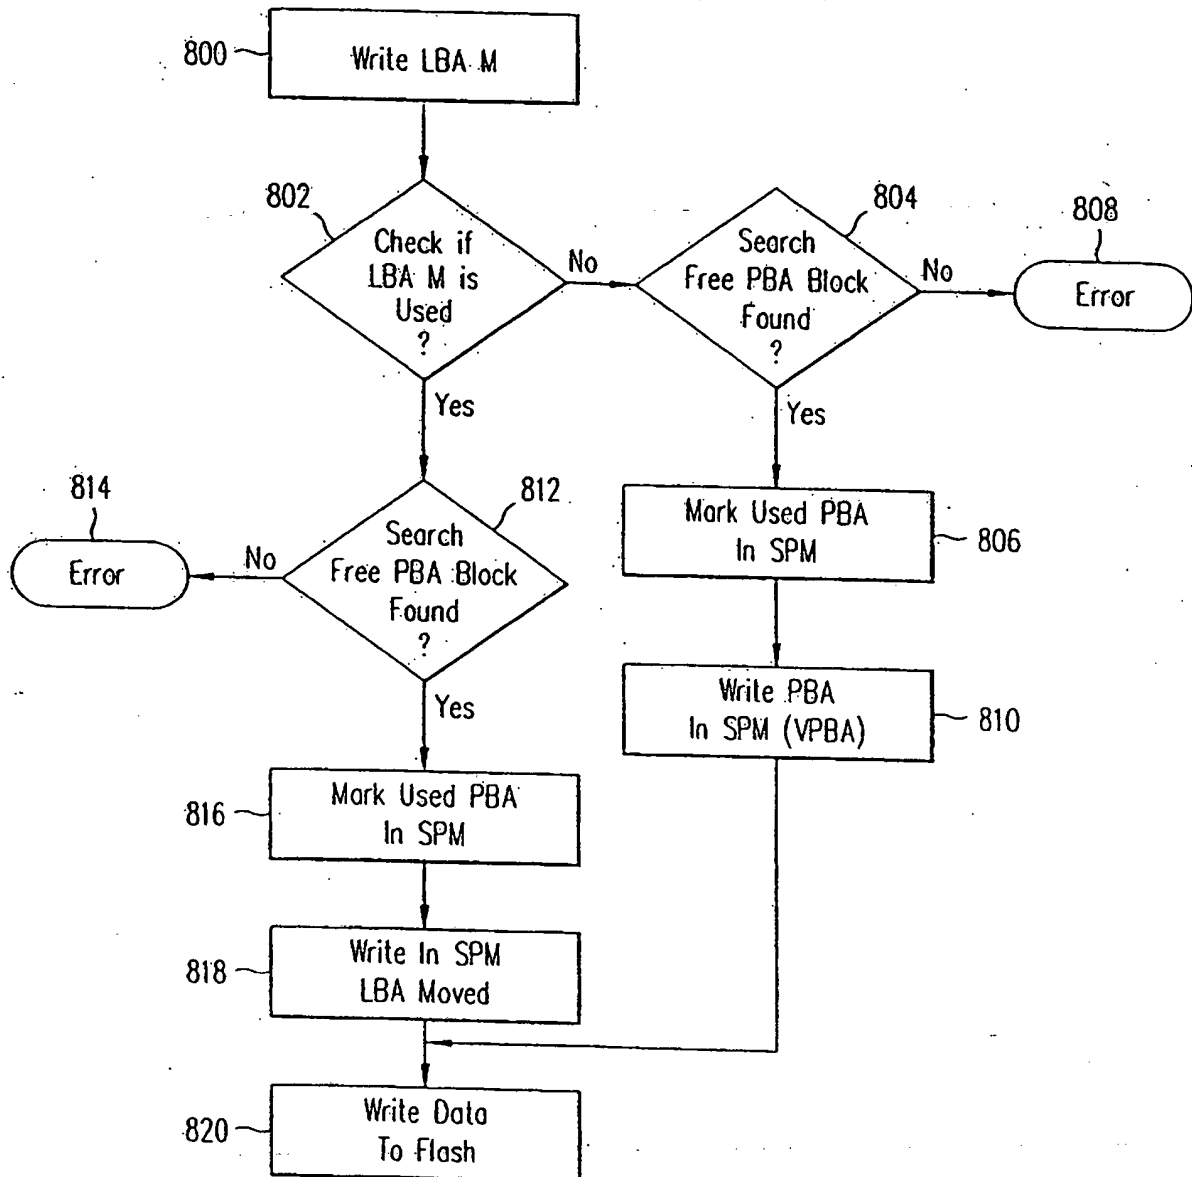 800
Write LBA M
802
Check if
LBA M is
Used
?
No
804
Search
Free PBA Block
Found
?
No
808
Error
Yes
Yes
814
Error
No
812
Search
Free PBA Block
Found
?
Mark Used PBA
In SPM
806
Yes
Write PBA
In SPM (VPBA)
810
816
Mark Used PBA
In SPM
818
Write In SPM
LBA Moved
820
Write Data
To Flash